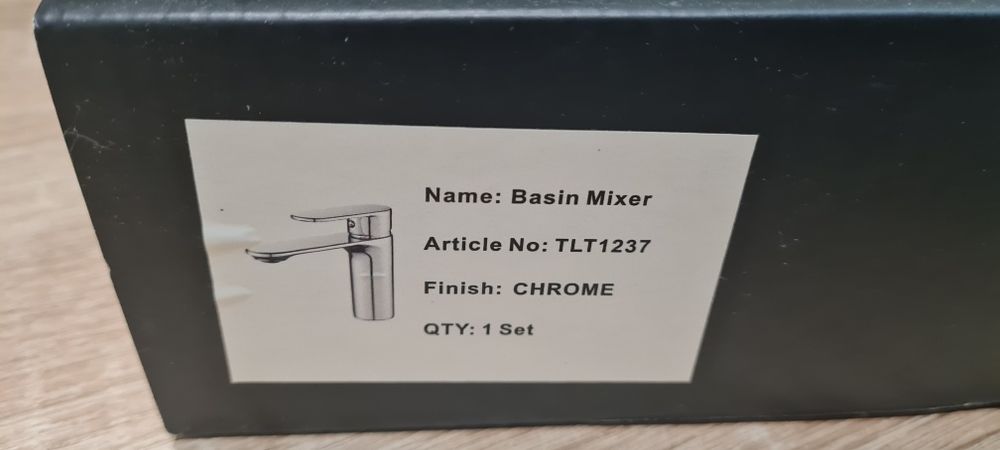 Name: Basin Mixer
Article No: TLT1237
Finish: CHROME
QTY: 1 Set